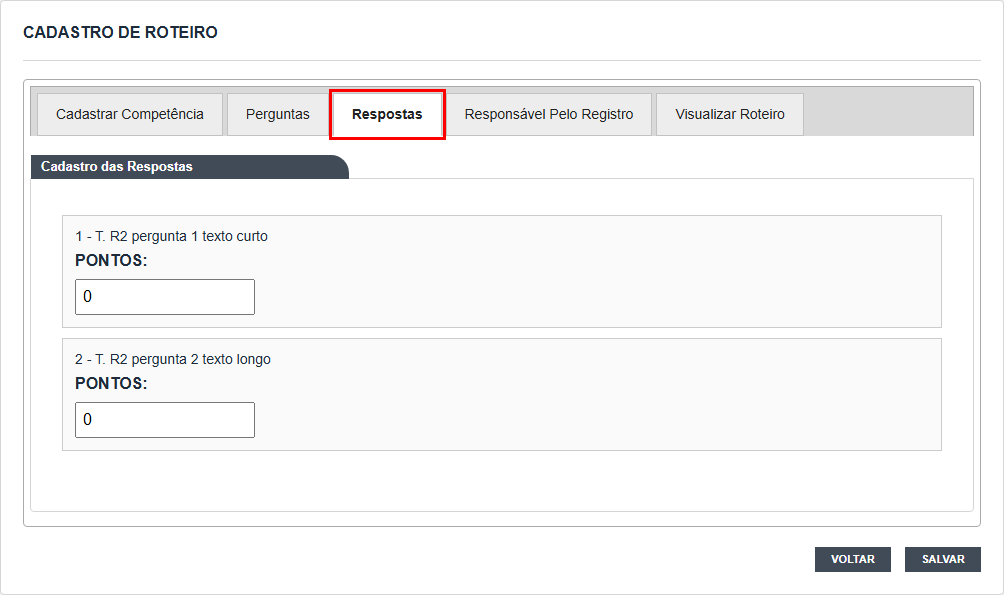 CADASTRO DE ROTEIRO
Cadastrar Competência Perguntas Respostas Responsável Pelo Registro Visualizar Roteiro
Cadastro das Respostas
1 - T. R2 pergunta 1 texto curto
PONTOS:
0
2 - T. R2 pergunta 2 texto longo
PONTOS:
0
VOLTAR SALVAR